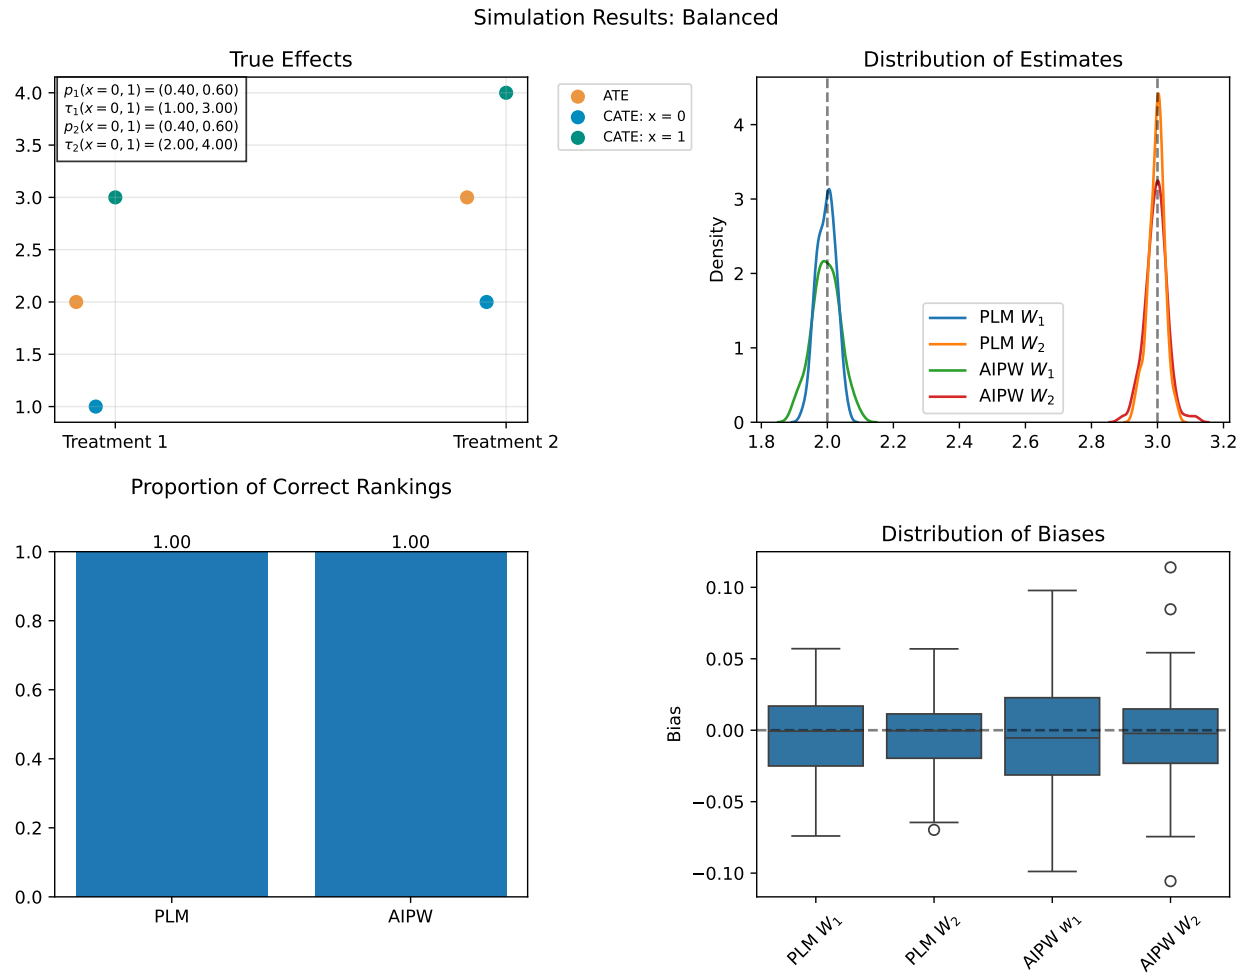 Simulation Results: Balanced
True Effects
p₁(x = 0, 1) = (0.40, 0.60)
τ₁(x = 0, 1) = (1.00, 3.00)
p₂(x = 0, 1) = (0.40, 0.60)
τ₂(x = 0, 1) = (2.00, 4.00)
4.0
3.5
3.0
2.5
2.0
1.5
1.0
Treatment 1 Treatment 2
ATE
CATE: x = 0
CATE: x = 1
Distribution of Estimates
Density
4
3
2
1
0
1.8 2.0 2.2 2.4 2.6 2.8 3.0 3.2
PLM W₁
PLM W₂
AIPW W₁
AIPW W₂
Proportion of Correct Rankings
1.00 1.00
1.0
0.8
0.6
0.4
0.2
0.0
PLM AIPW
Distribution of Biases
Bias
0.10
0.05
0.00
−0.05
−0.10
PLM W₁ PLM W₂ AIPW w₁ AIPW W₂